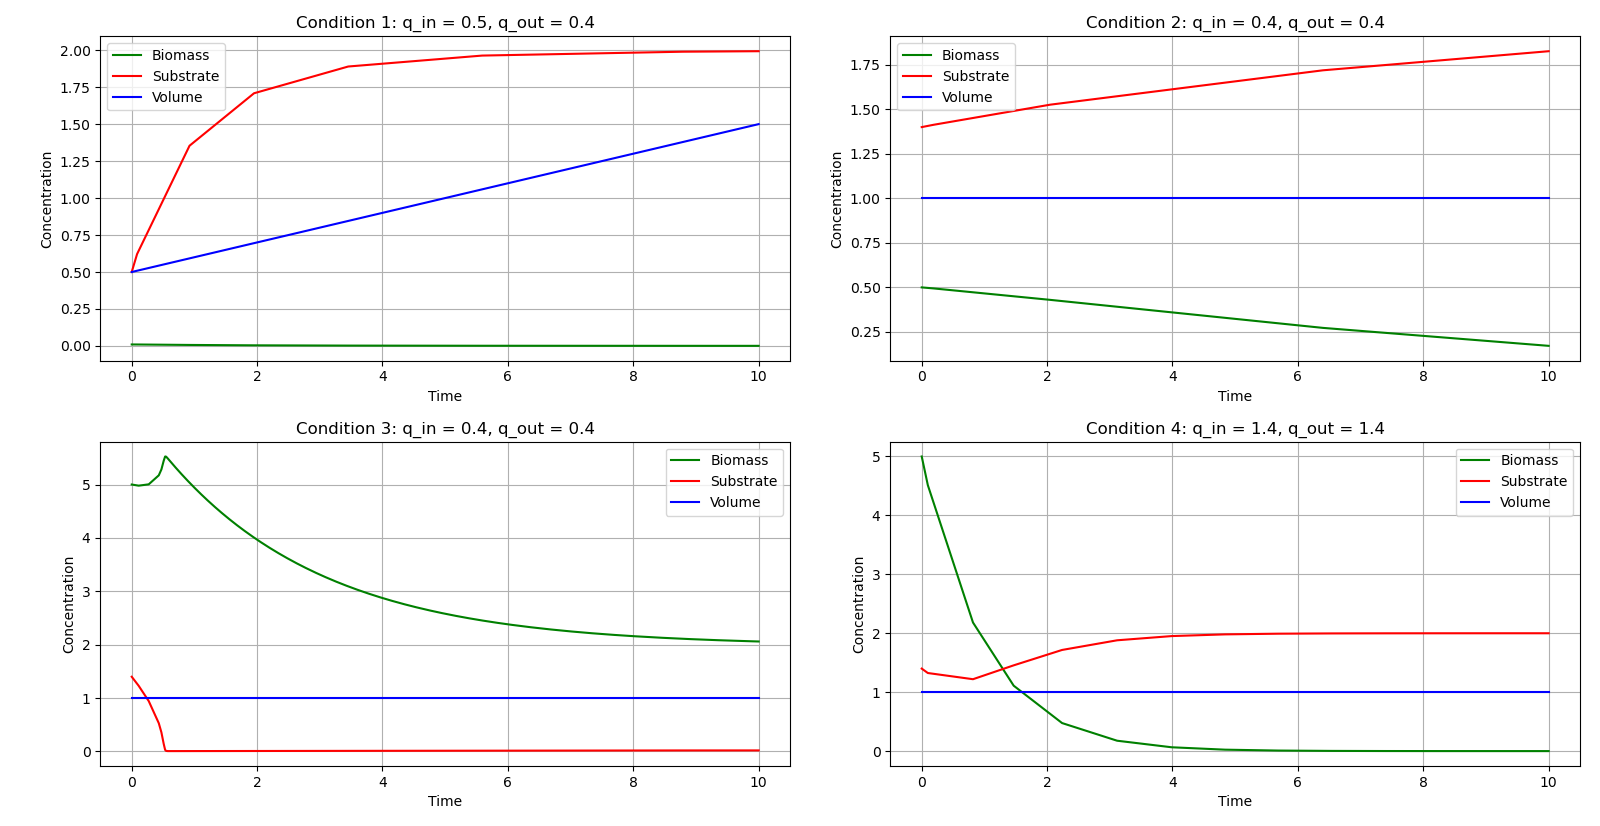 Condition 1: q_in = 0.5, q_out = 0.4
Biomass
Substrate
Volume
Concentration
2.00
1.75
1.50
1.25
1.00
0.75
0.50
0.25
0.00
0 2 4 6 8 10
Time
Condition 2: q_in = 0.4, q_out = 0.4
Biomass
Substrate
Volume
Concentration
1.75
1.50
1.25
1.00
0.75
0.50
0.25
0 2 4 6 8 10
Time
Condition 3: q_in = 0.4, q_out = 0.4
Biomass
Substrate
Volume
Concentration
5
4
3
2
1
0
0 2 4 6 8 10
Time
Condition 4: q_in = 1.4, q_out = 1.4
Biomass
Substrate
Volume
Concentration
5
4
3
2
1
0
0 2 4 6 8 10
Time